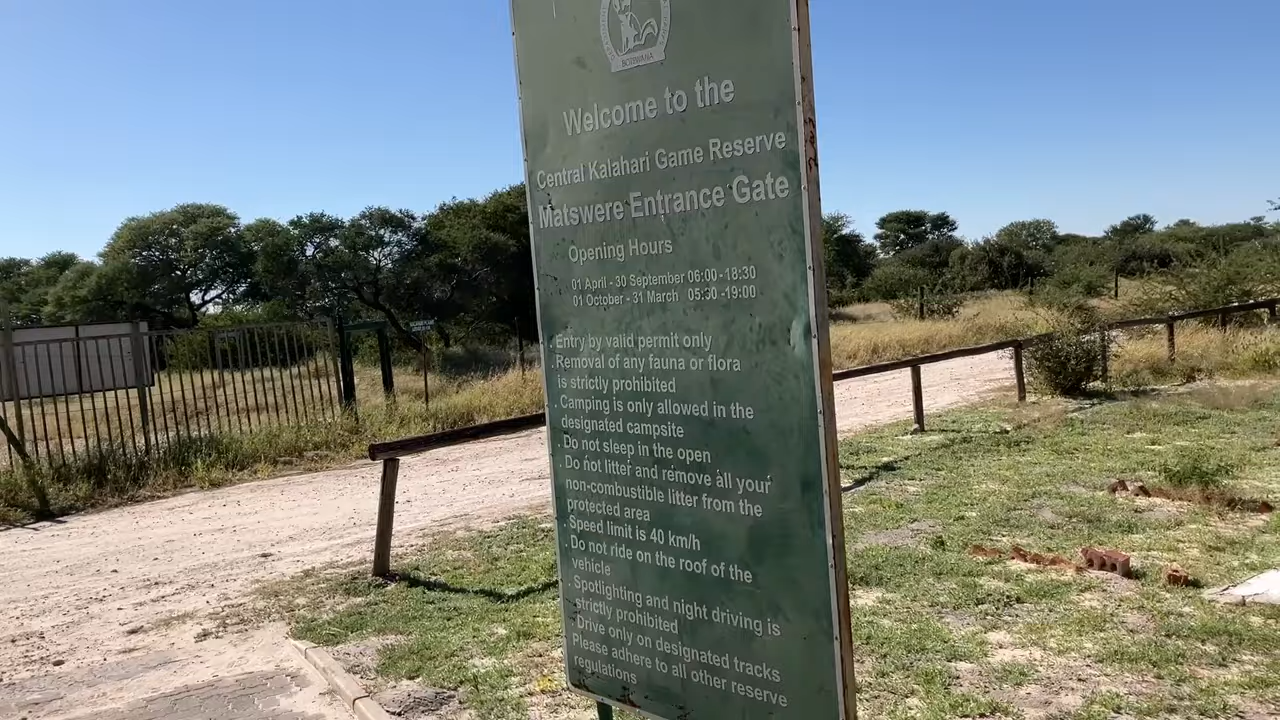 BOTSWANA
Welcome to the
Central Kalahari Game Reserve
Matswere Entrance Gate
Opening Hours
01 April - 30 September 06:00 - 18:30
01 October - 31 March 05:30 -19:00
. Entry by valid permit only
. Removal of any fauna or flora
is strictly prohibited
. Camping is only allowed in the
designated campsite
. Do not sleep in the open
. Do not litter and remove all your
non-combustible litter from the
protected area
. Speed limit is 40 km/h
. Do not ride on the roof of the
vehicle
. Spotlighting and night driving is
strictly prohibited
. Drive only on designated tracks
Please adhere to all other reserve
regulations